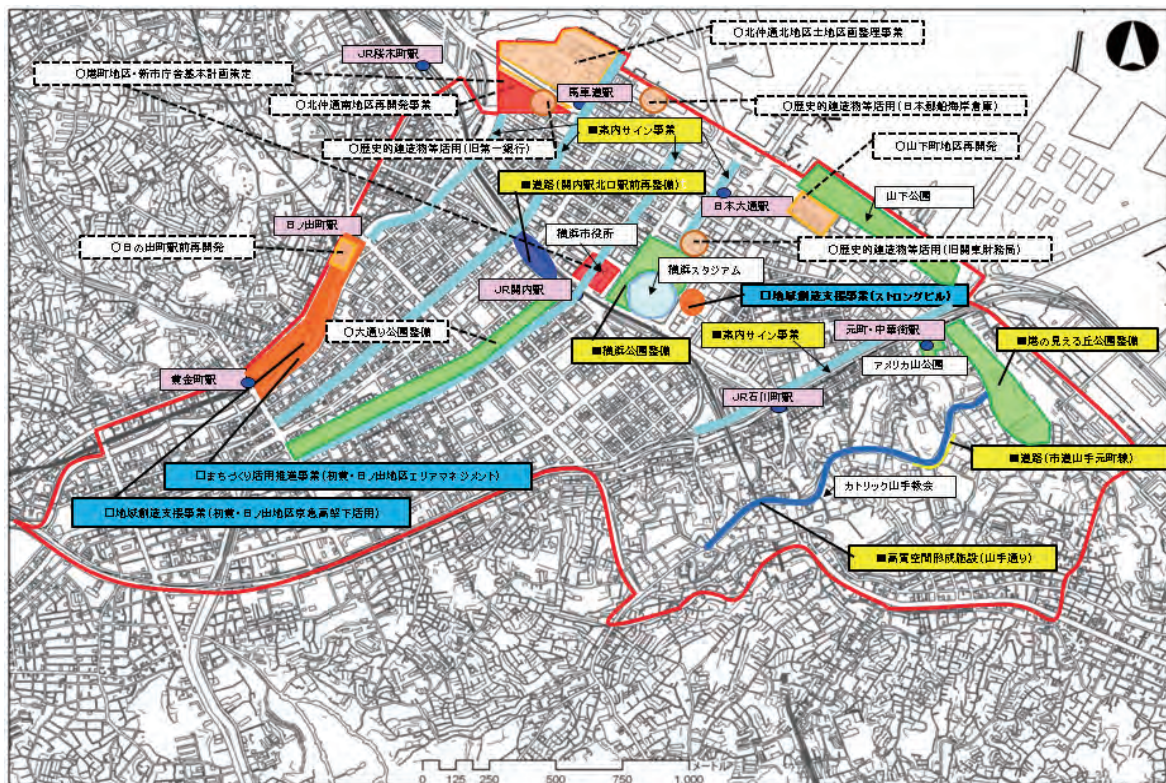 ○北仲通北地区土地区画整理事業
JR桜木町駅
○港町地区・新市庁舎基本計画策定
○北仲通南地区再開発事業
馬車道駅
○歴史的建造物等活用(日本郵船海岸倉庫)
■案内サイン事業
○歴史的建造物等活用(旧第一銀行)
○山下町地区再開発
■道路(関内駅北口駅前再整備)
日本大通駅
山下公園
日ノ出町駅
横浜市役所
○日の出町駅前再開発
○歴史的建造物等活用(旧関東財務局)
横浜スタジアム
JR関内駅
□地域創造支援事業(ストロングビル)
○大通り公園整備
■案内サイン事業
元町・中華街駅
■横浜公園整備
■港の見える丘公園整備
アメリカ山公園
黄金町駅
JR石川町駅
■道路(市道山手元町線)
□まちづくり活用推進事業(初黄・日ノ出地区エリアマネジメント)
カトリック山手教会
□地域創造支援事業(初黄・日ノ出地区京急高架下活用)
■高質空間形成施設(山手通り)
メートル
0 125 250 500 750 1,000